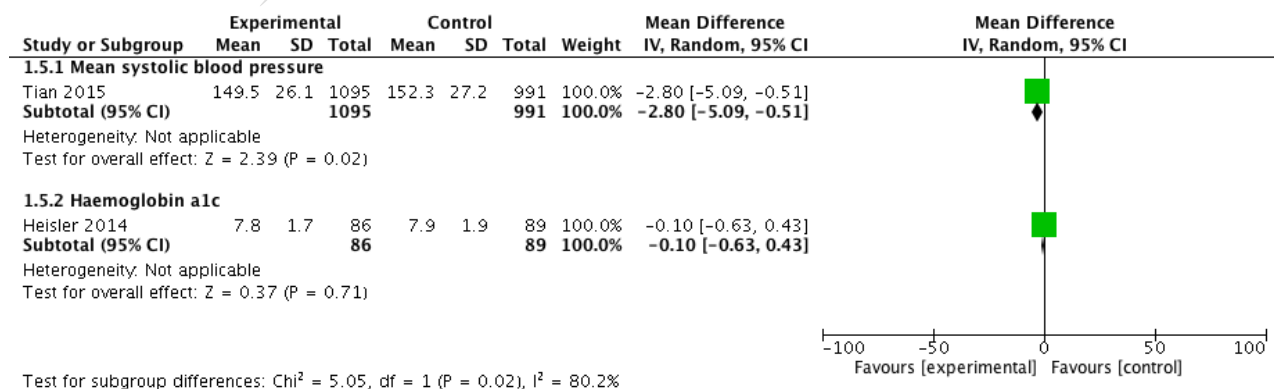 Experimental Control Mean Difference Mean Difference
Study or Subgroup Mean SD Total Mean SD Total Weight IV, Random, 95% CI IV, Random, 95% CI
1.5.1 Mean systolic blood pressure
Tian 2015 149.5 26.1 1095 152.3 27.2 991 100.0% -2.80 [-5.09, -0.51]
Subtotal (95% CI) 1095 991 100.0% -2.80 [-5.09, -0.51]
Heterogeneity: Not applicable
Test for overall effect: Z = 2.39 (P = 0.02)
1.5.2 Haemoglobin a1c
Heisler 2014 7.8 1.7 86 7.9 1.9 89 100.0% -0.10 [-0.63, 0.43]
Subtotal (95% CI) 86 89 100.0% -0.10 [-0.63, 0.43]
Heterogeneity: Not applicable
Test for overall effect: Z = 0.37 (P = 0.71)
-100 -50 0 50 100
Favours [experimental] Favours [control]
Test for subgroup differences: Chi² = 5.05, df = 1 (P = 0.02), I² = 80.2%